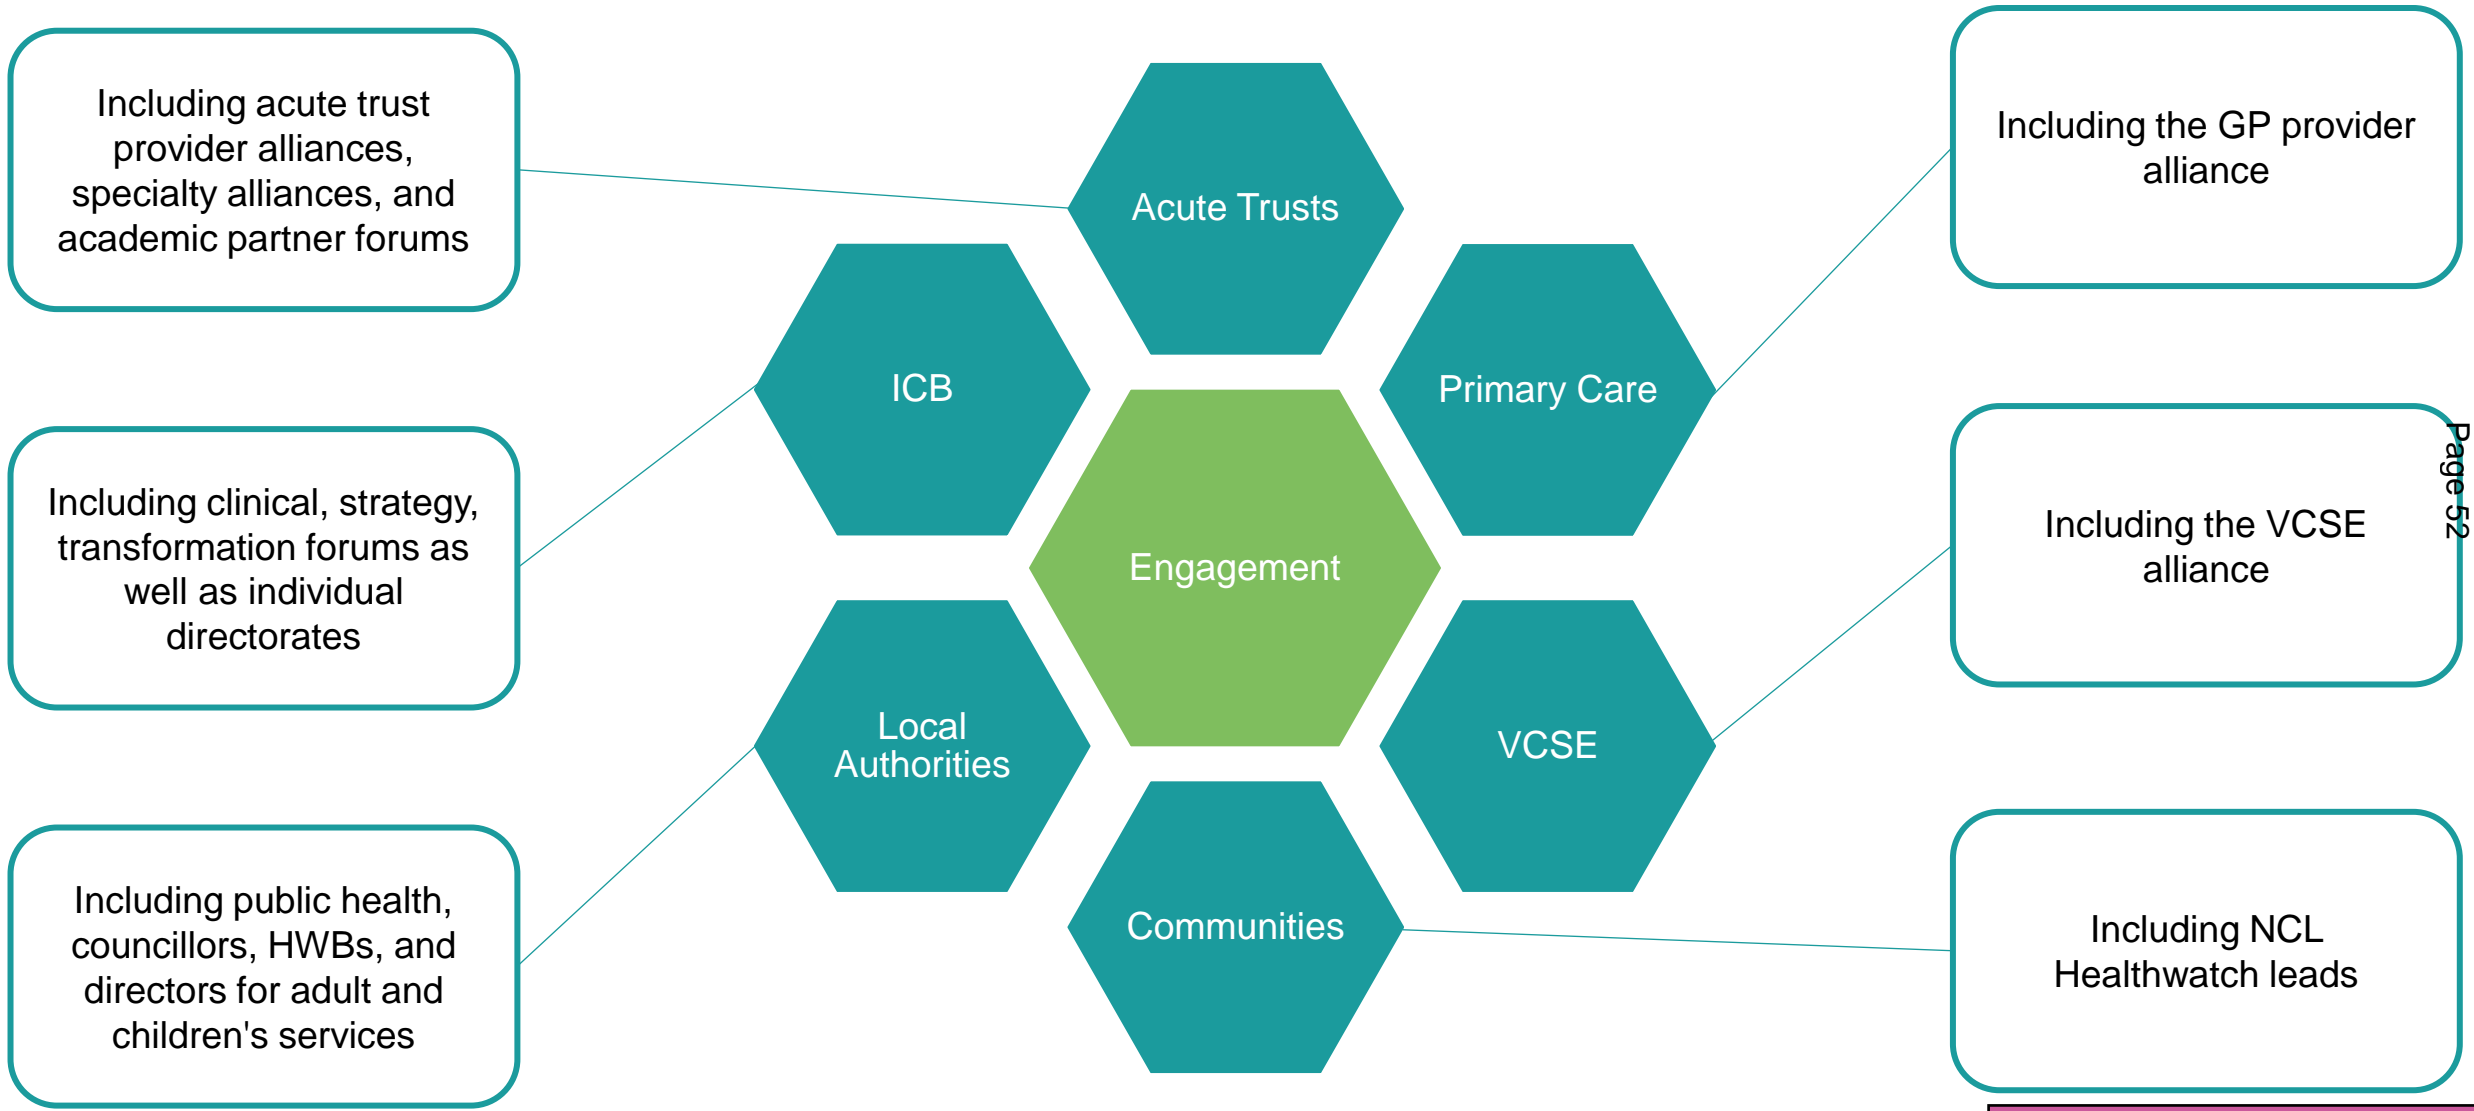 Including acute trust
provider alliances,
specialty alliances, and
academic partner forums
Including clinical, strategy,
transformation forums as
well as individual
directorates
Including public health,
councillors, HWBs, and
directors for adult and
children's services
Acute Trusts
ICB
Primary Care
Engagement
Local
Authorities
VCSE
Communities
Including the GP provider
alliance
Including the VCSE
alliance
Including NCL
Healthwatch leads
Page 52